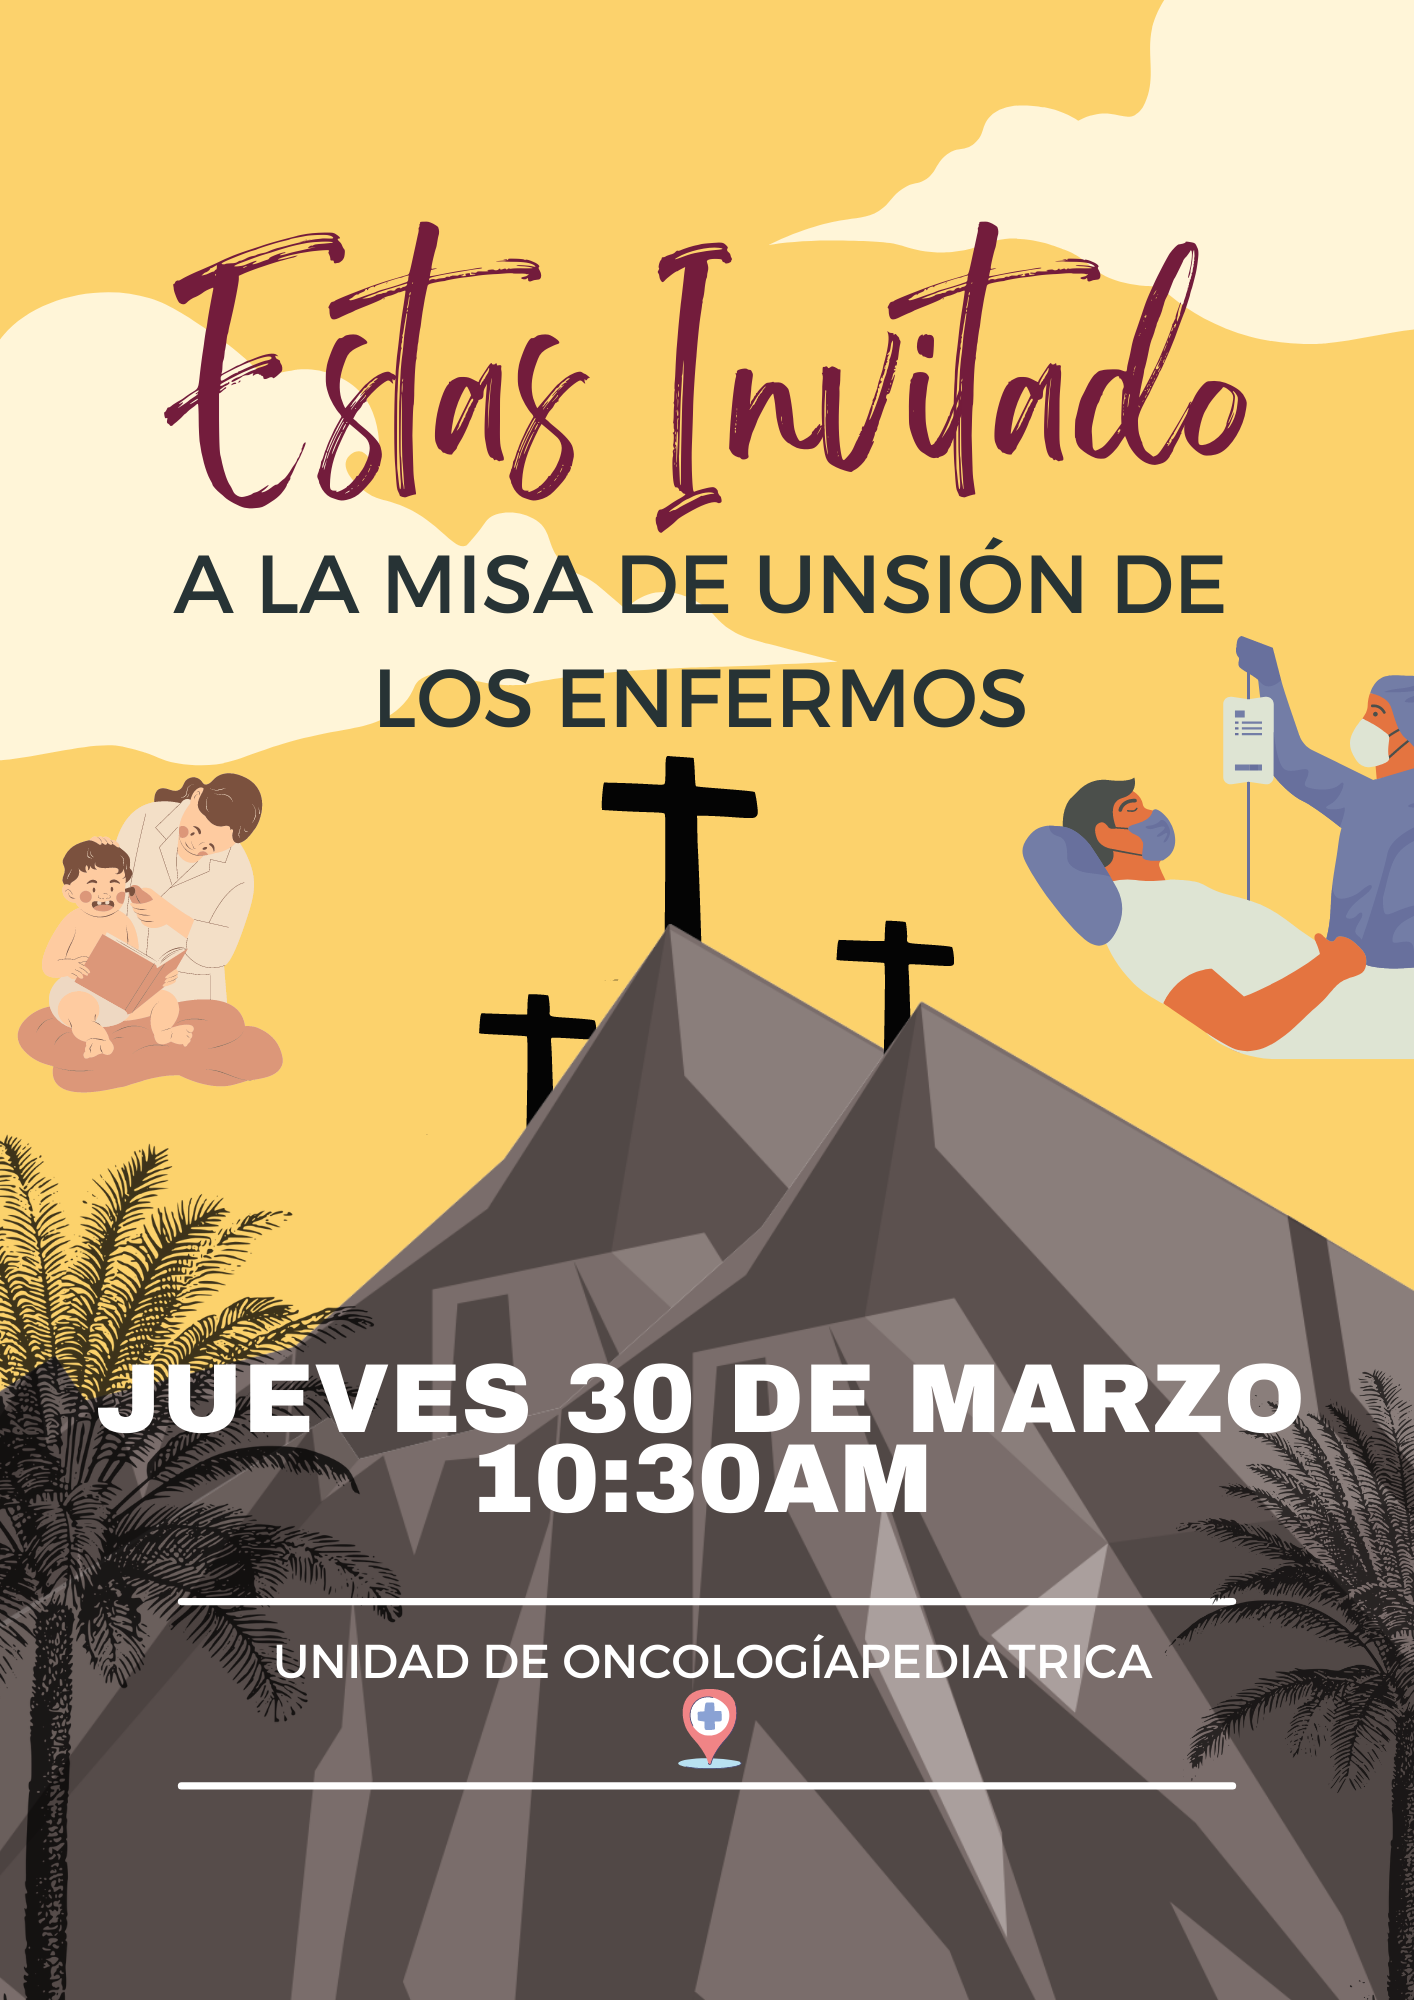 Estas Invitado
A LA MISA DE UNSIÓN DE
LOS ENFERMOS
JUEVES 30 DE MARZO
10:30AM
UNIDAD DE ONCOLOGÍAPEDIATRICA